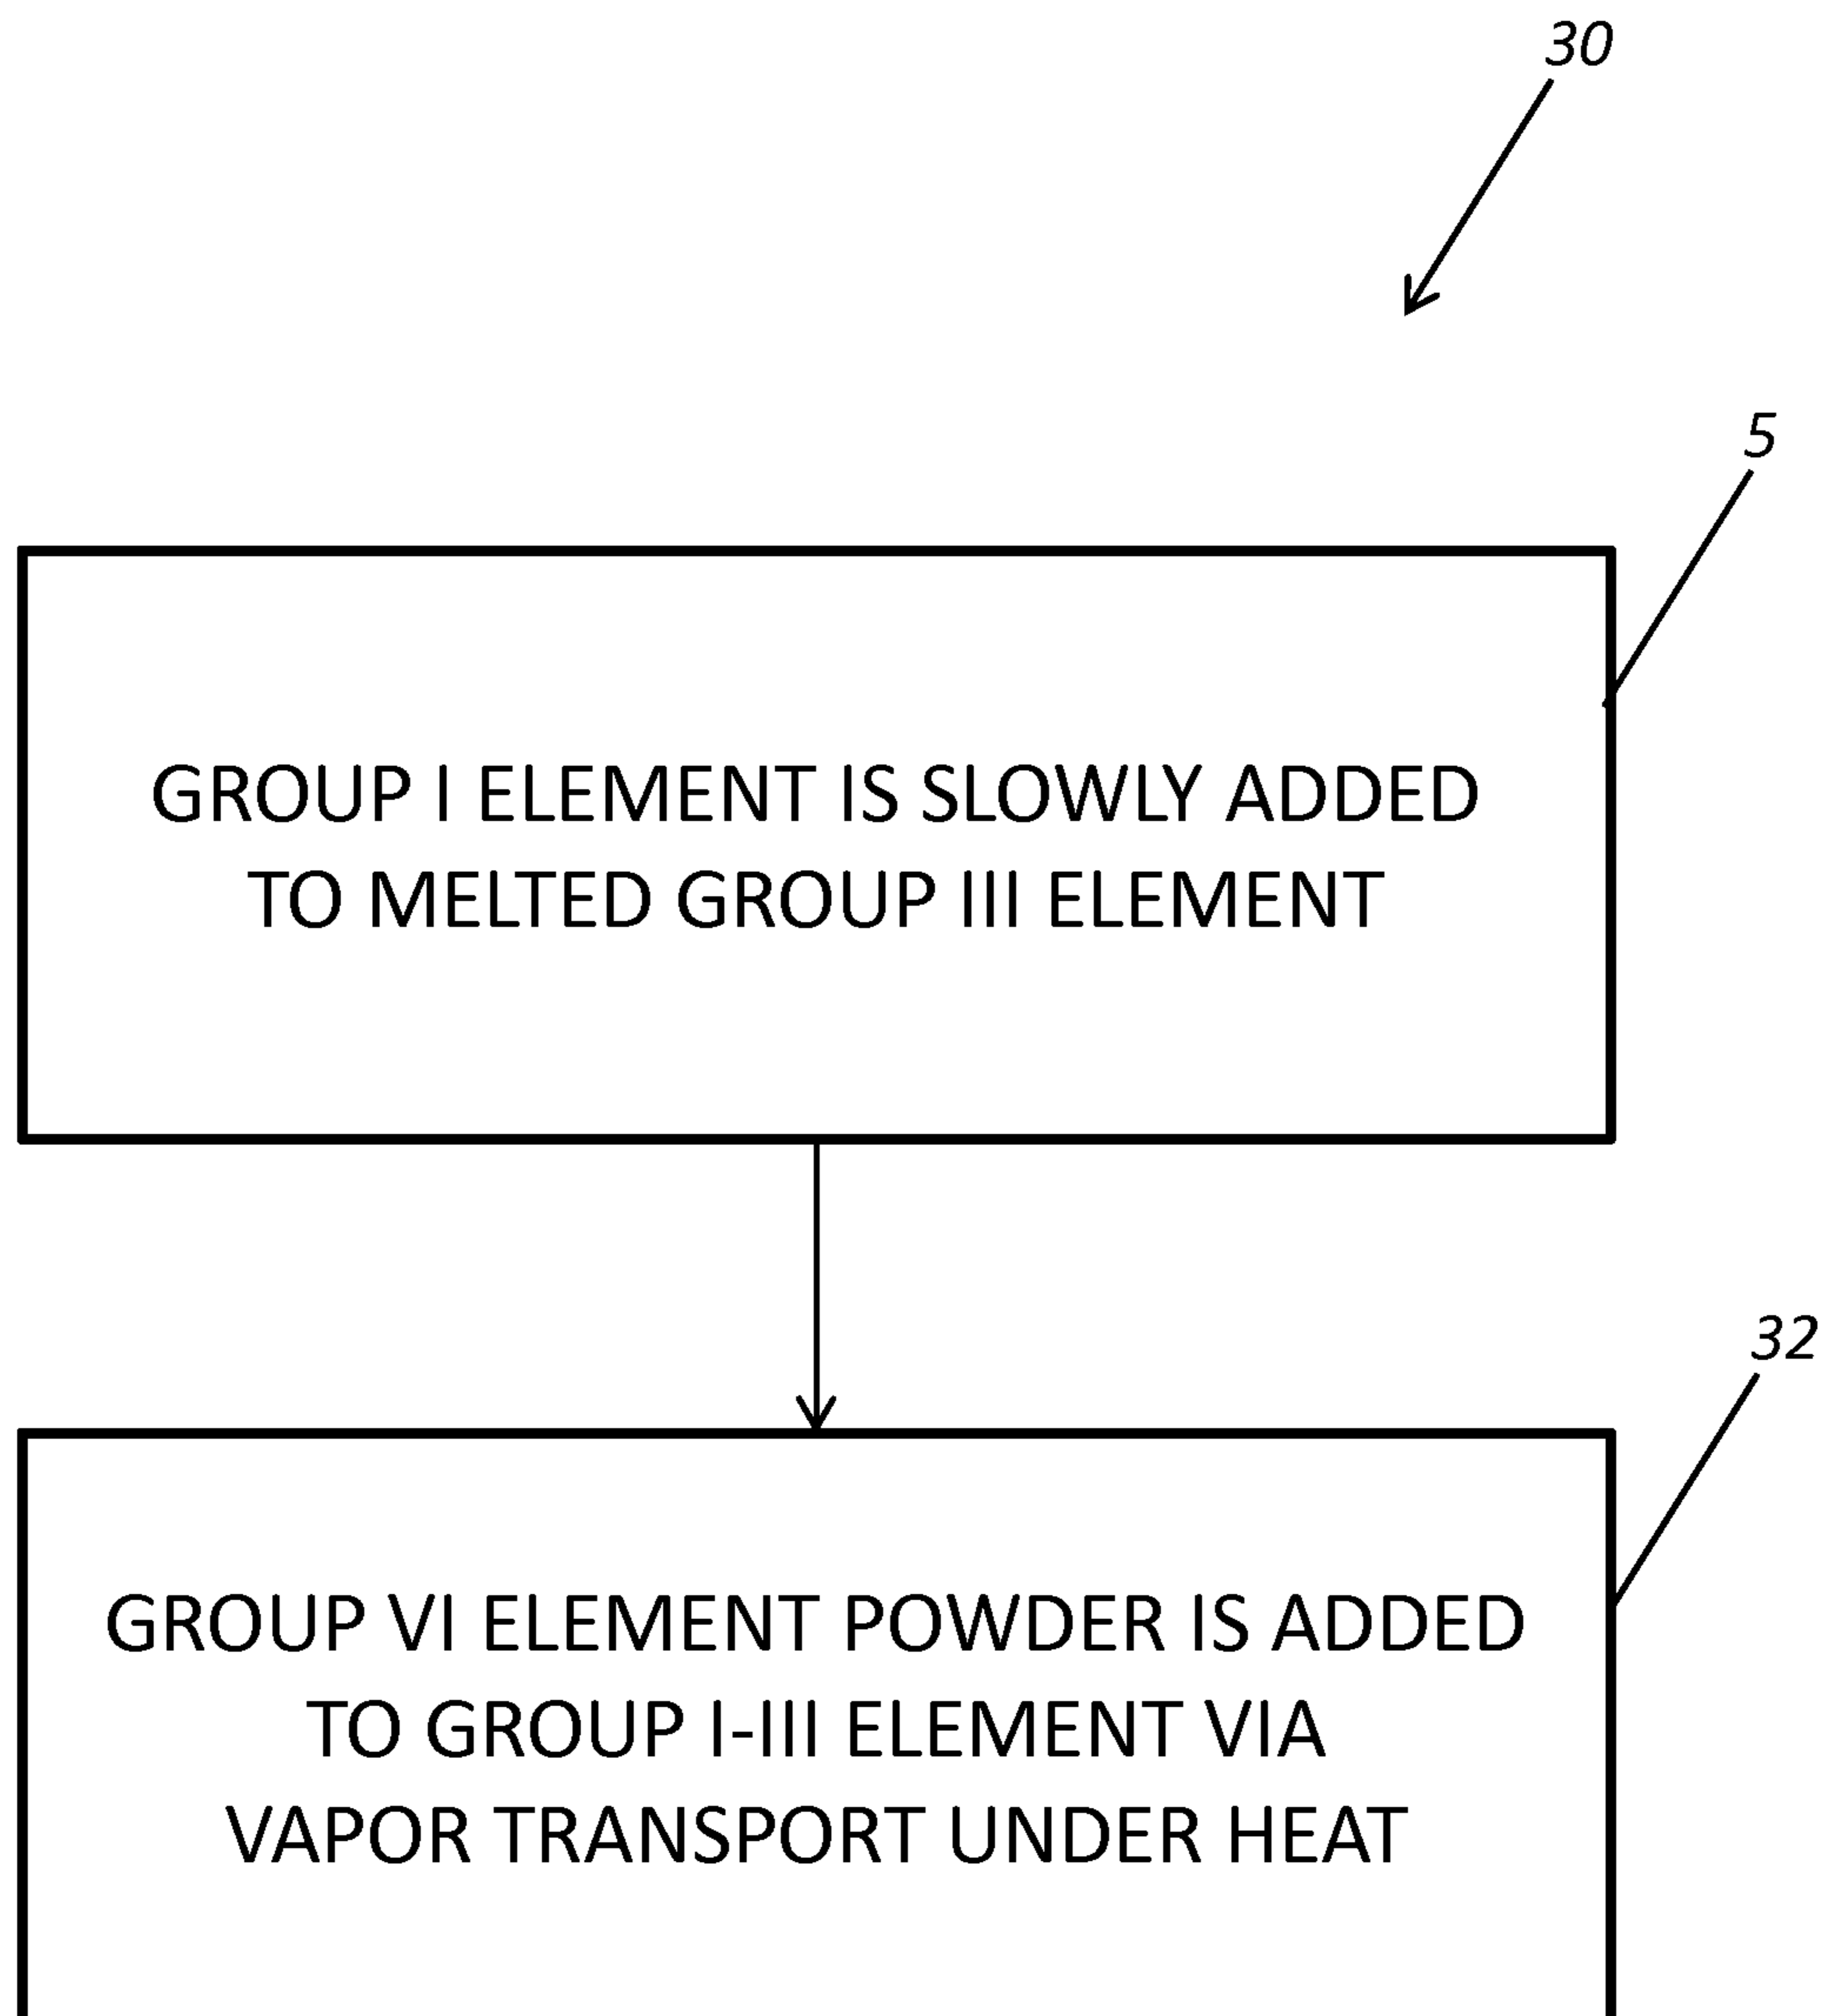 30
5
GROUP I ELEMENT IS SLOWLY ADDED
TO MELTED GROUP III ELEMENT
32
GROUP VI ELEMENT POWDER IS ADDED
TO GROUP I-III ELEMENT VIA
VAPOR TRANSPORT UNDER HEAT